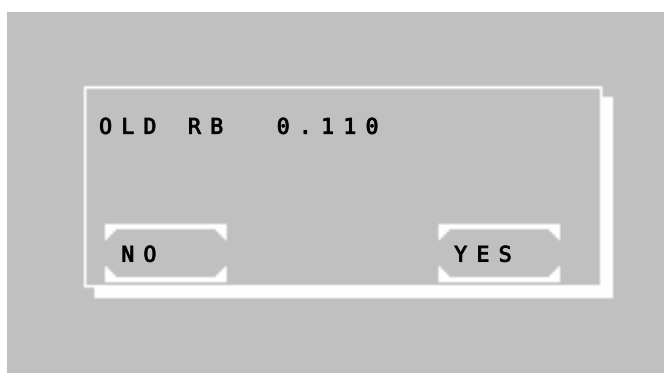 OLD RB 0.110
NO YES